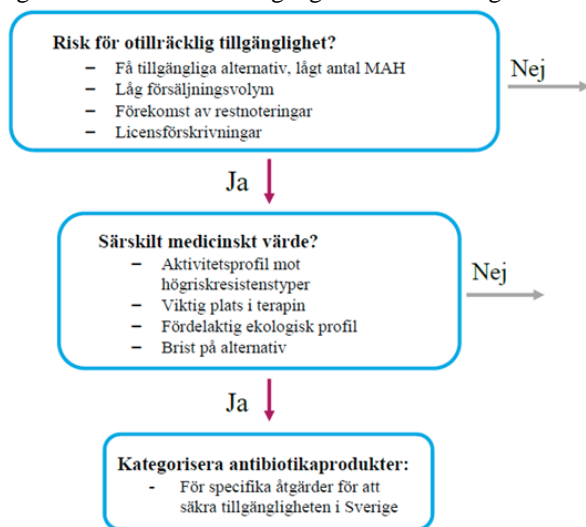 Risk för otillräcklig tillgänglighet?
– Få tillgängliga alternativ, lågt antal MAH
– Låg försäljningsvolym
– Förekomst av restnoteringar
– Licensförskrivningar
Nej
Ja
Särskilt medicinskt värde?
– Aktivitetsprofil mot
högriskresistenstyper
– Viktig plats i terapin
– Fördelaktig ekologisk profil
– Brist på alternativ
Nej
Ja
Kategorisera antibiotikaprodukter:
- För specifika åtgärder för att
säkra tillgängligheten i Sverige